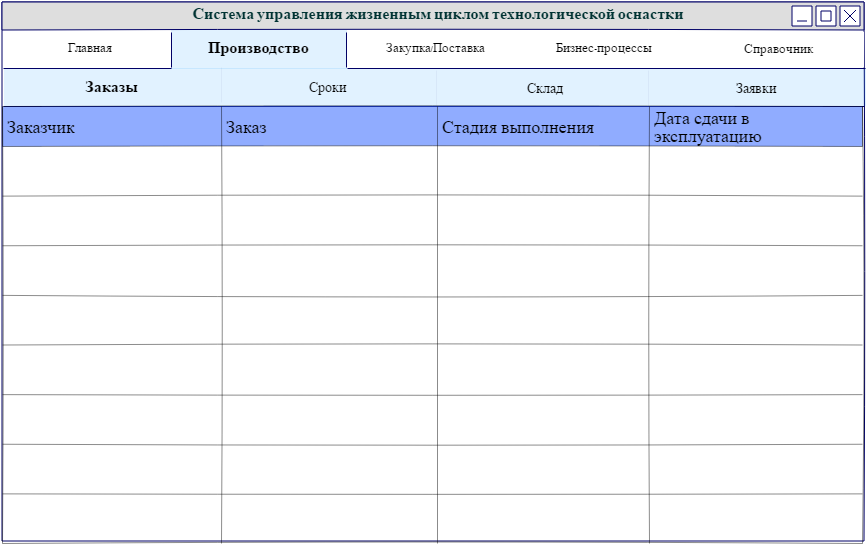 Система управления жизненным циклом технологической оснастки
Главная
Производство
Закупка/Поставка
Бизнес-процессы
Справочник
Заказы
Сроки
Склад
Заявки
Заказчик
Заказ
Стадия выполнения
Дата сдачи в
эксплуатацию